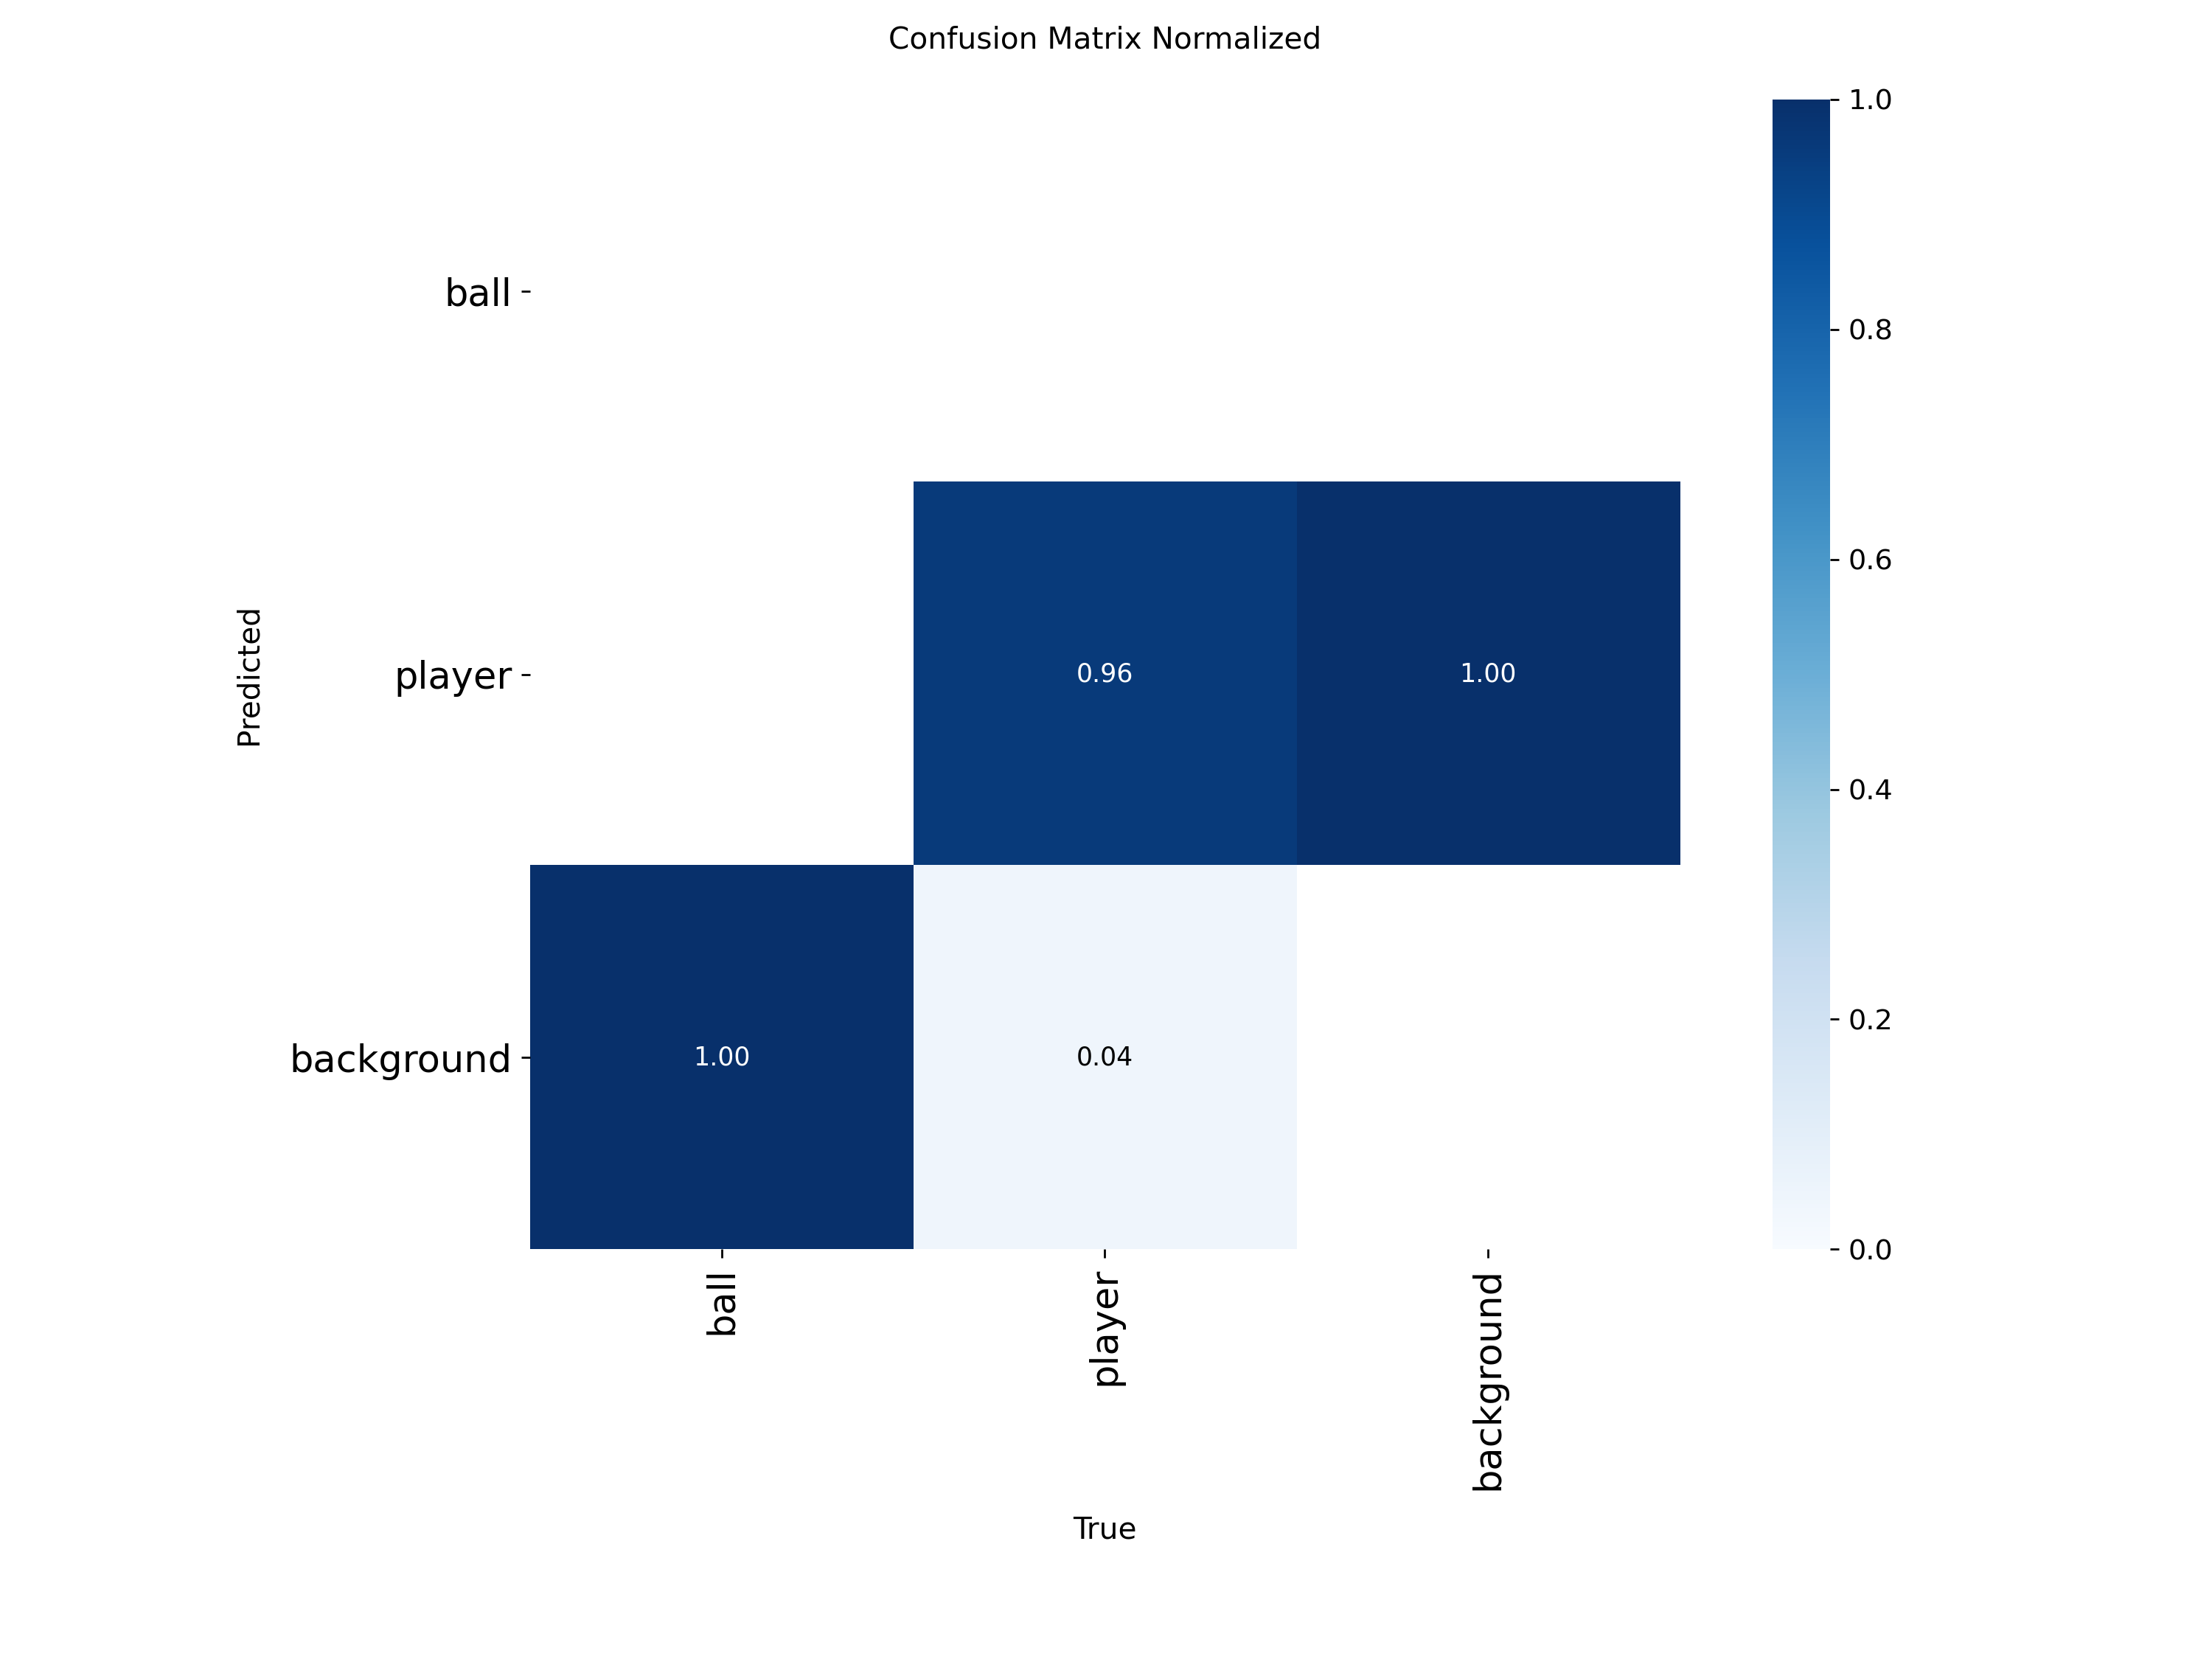 Confusion Matrix Normalized
ball
player
background
Predicted
0.96
1.00
1.00
0.04
ball
player
background
True
1.0
0.8
0.6
0.4
0.2
0.0